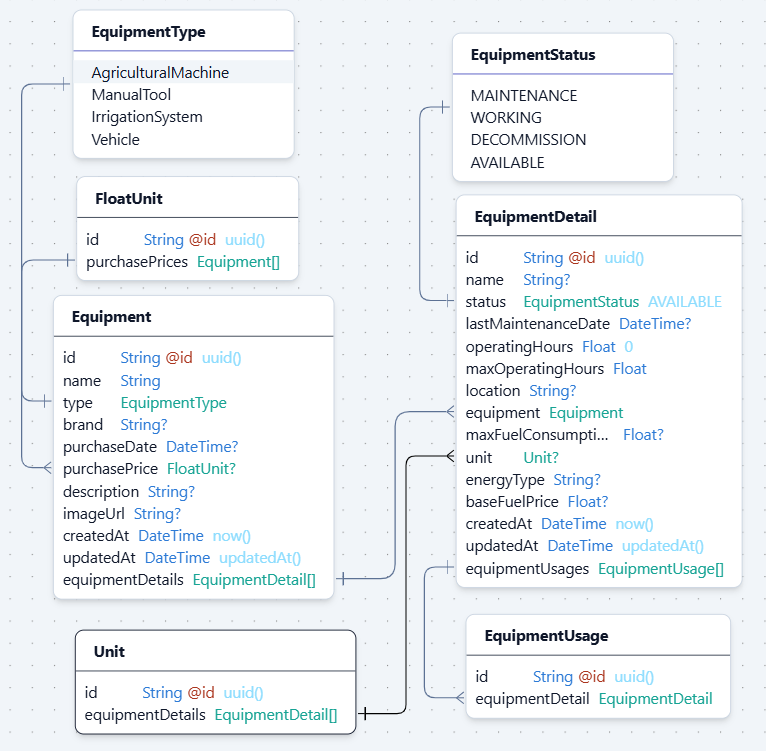 EquipmentType
AgriculturalMachine
ManualTool
IrrigationSystem
Vehicle
FloatUnit
id String @id uuid()
purchasePrices Equipment[]
Equipment
id String @id uuid()
name String
type EquipmentType
brand String?
purchaseDate DateTime?
purchasePrice FloatUnit?
description String?
imageUrl String?
createdAt DateTime now()
updatedAt DateTime updatedAt()
equipmentDetails EquipmentDetail[]
Unit
id String @id uuid()
equipmentDetails EquipmentDetail[]
EquipmentStatus
MAINTENANCE
WORKING
DECOMMISSION
AVAILABLE
EquipmentDetail
id String @id uuid()
name String?
status EquipmentStatus AVAILABLE
lastMaintenanceDate DateTime?
operatingHours Float 0
maxOperatingHours Float
location String?
equipment Equipment
maxFuelConsumpti... Float?
unit Unit?
energyType String?
baseFuelPrice Float?
createdAt DateTime now()
updatedAt DateTime updatedAt()
equipmentUsages EquipmentUsage[]
EquipmentUsage
id String @id uuid()
equipmentDetail EquipmentDetail